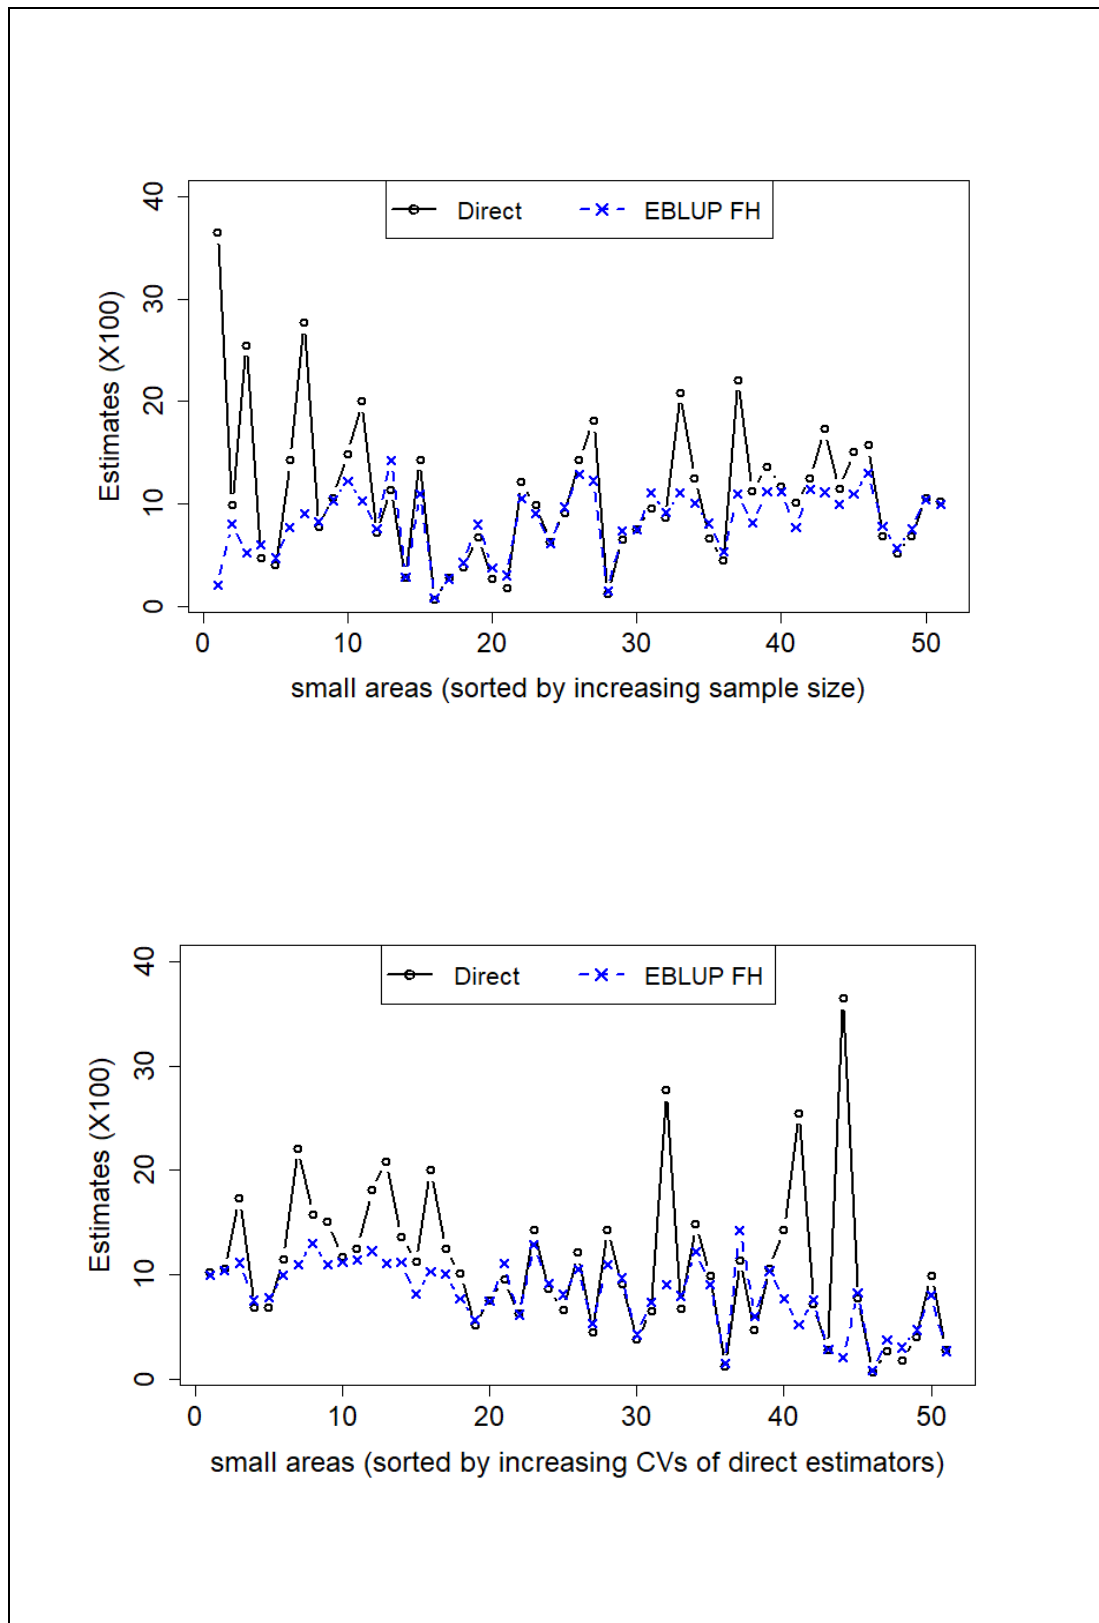 Direct EBLUP FH
40
30
20
10
0
Estimates (X100)
0 10 20 30 40 50
small areas (sorted by increasing sample size)
Direct EBLUP FH
40
30
20
10
0
Estimates (X100)
0 10 20 30 40 50
small areas (sorted by increasing CVs of direct estimators)